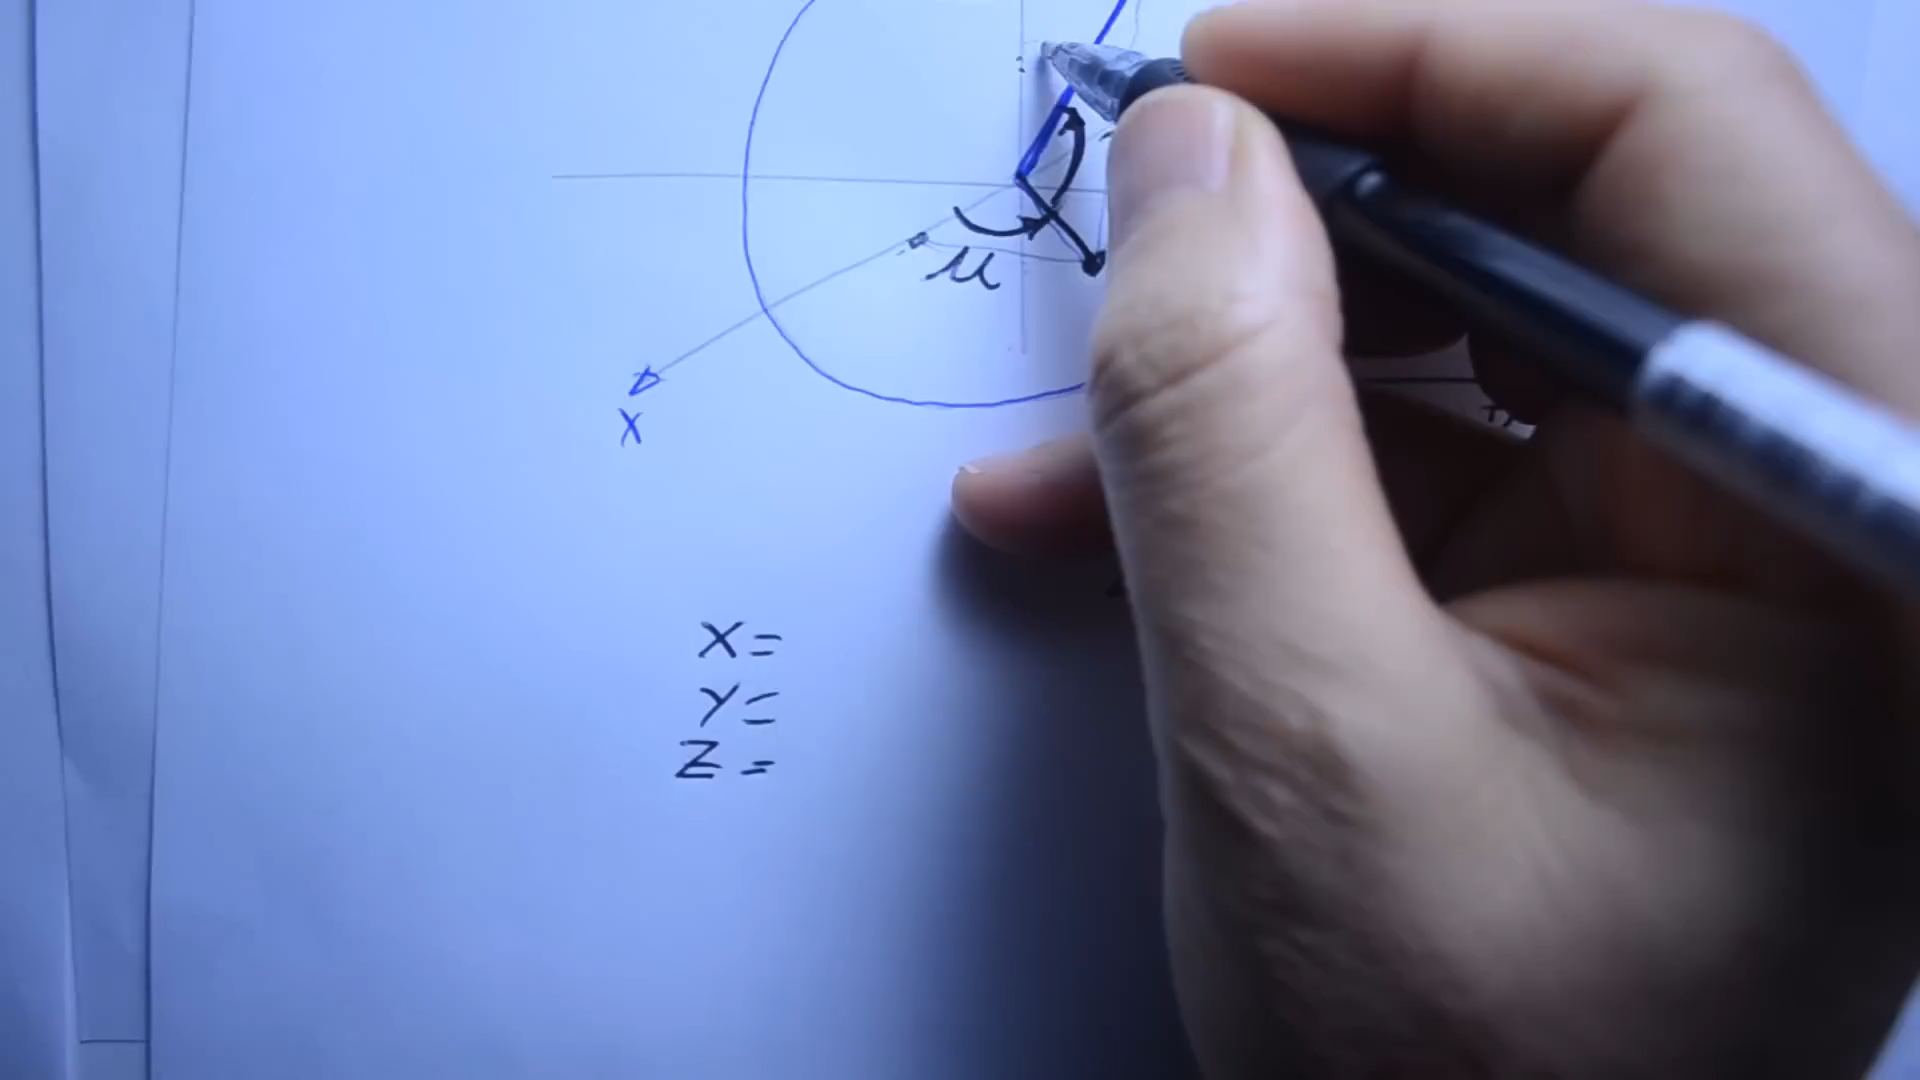 u
X
X=
Y=
Z=